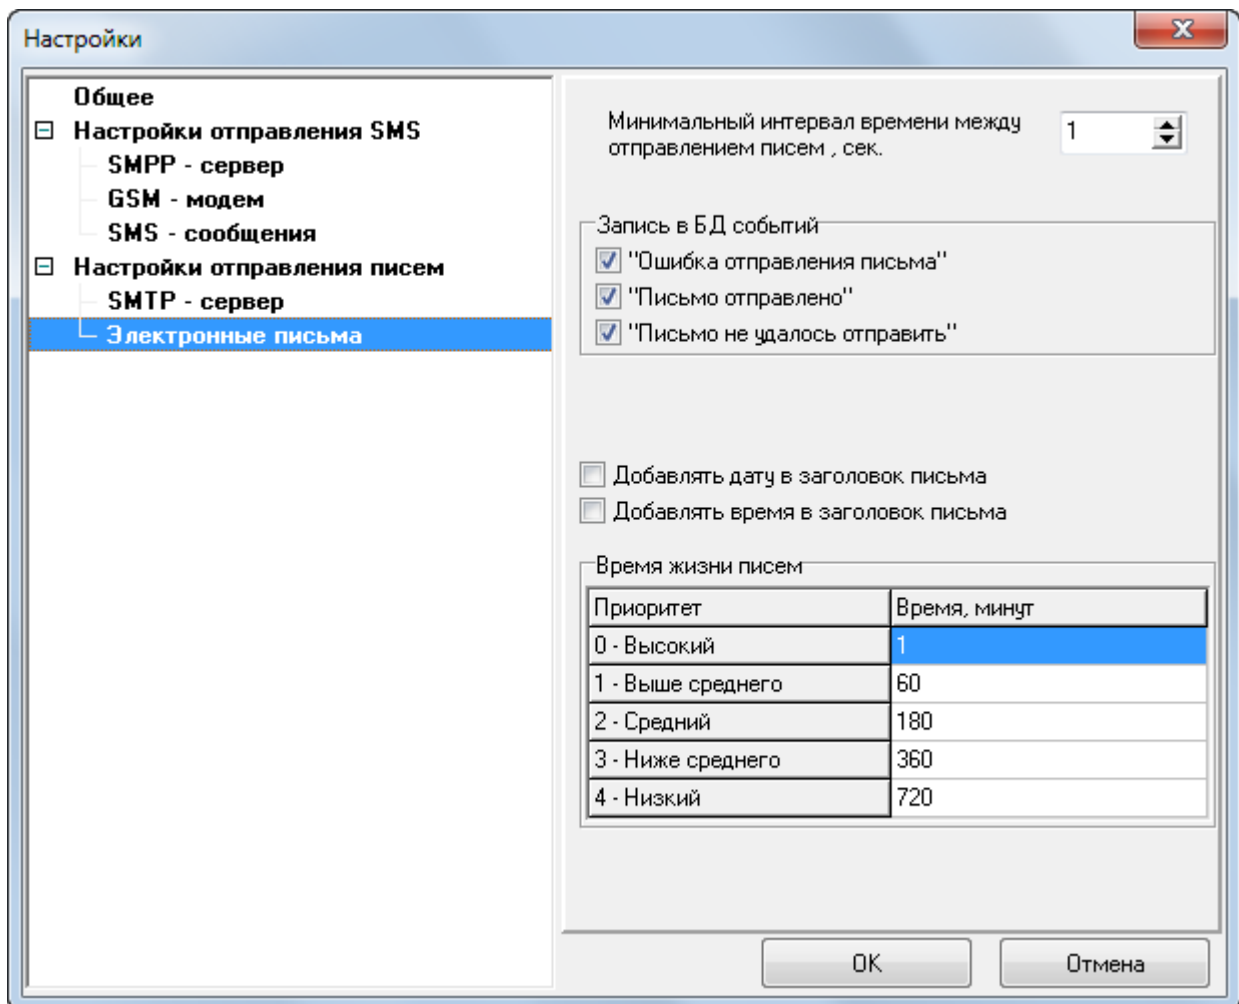 Настройки
Общее
Настройки отправления SMS
SMPP - сервер
GSM - модем
SMS - сообщения
Настройки отправления писем
SMTP - сервер
Электронные письма
Минимальный интервал времени между
отправлением писем , сек.
1
Запись в БД событий
"Ошибка отправления письма"
"Письмо отправлено"
"Письмо не удалось отправить"
Добавлять дату в заголовок письма
Добавлять время в заголовок письма
Время жизни писем
Приоритет Время, минут
0 - Высокий 1
1 - Выше среднего 60
2 - Средний 180
3 - Ниже среднего 360
4 - Низкий 720
OK Отмена